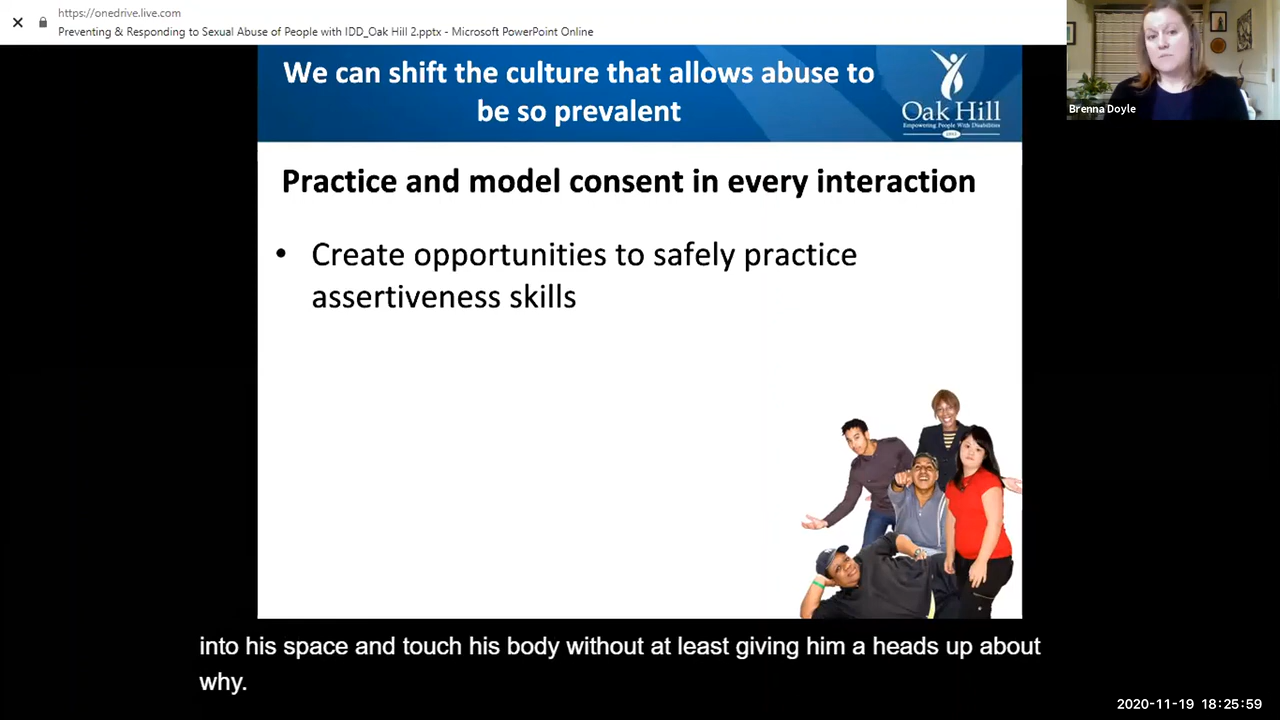 https://onedrive.live.com
Preventing & Responding to Sexual Abuse of People with IDD_Oak Hill 2.pptx - Microsoft PowerPoint Online
Brenna Doyle
We can shift the culture that allows abuse to
be so prevalent
Oak Hill
Empowering People With Disabilities
Practice and model consent in every interaction
• Create opportunities to safely practice
assertiveness skills
into his space and touch his body without at least giving him a heads up about
why.
2020-11-19 18:25:59